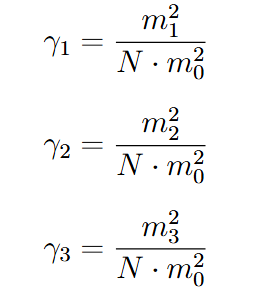 γ₁ = m₁² / (N · m₀²)
γ₂ = m₂² / (N · m₀²)
γ₃ = m₃² / (N · m₀²)